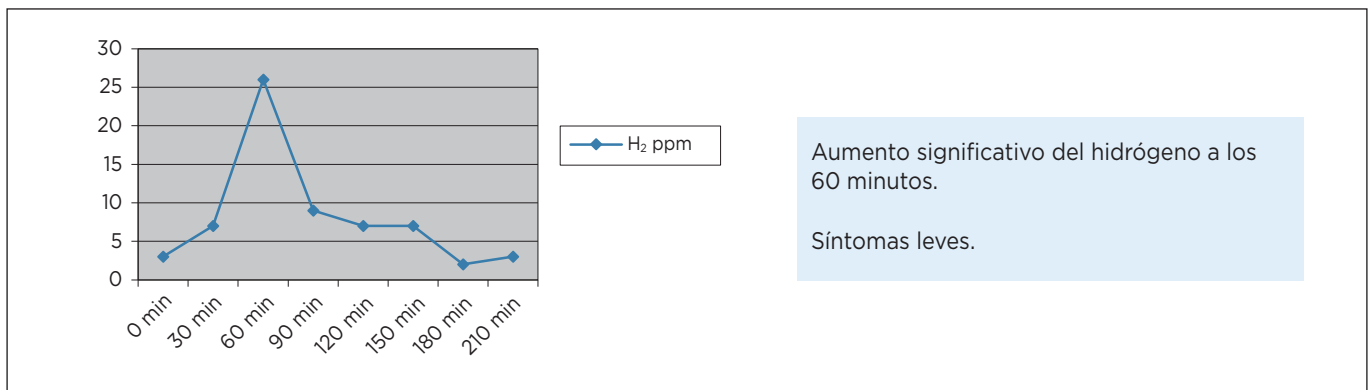 30
25
20
15
10
5
0
0 min
30 min
60 min
90 min
120 min
150 min
180 min
210 min
H₂ ppm
Aumento significativo del hidrógeno a los
60 minutos.
Síntomas leves.